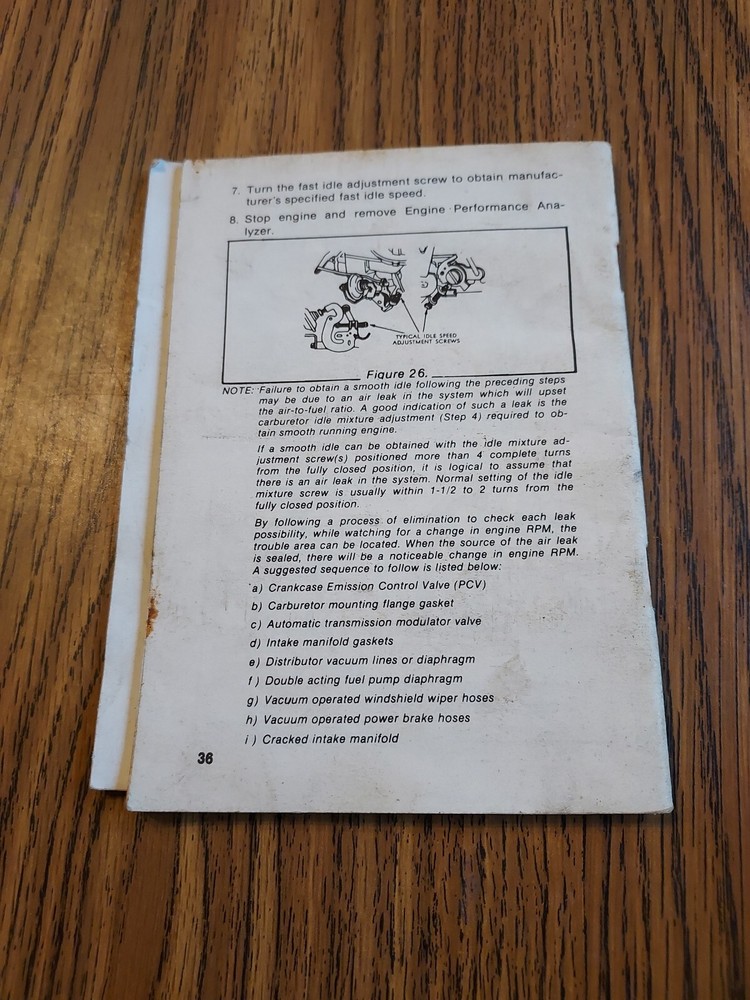 7. Turn the fast idle adjustment screw to obtain manufac-
turer's specified fast idle speed.
8. Stop engine and remove Engine Performance Ana-
lyzer.
TYPICAL IDLE SPEED
ADJUSTMENT SCREWS
Figure 26.
NOTE: Failure to obtain a smooth idle following the preceding steps
may be due to an air leak in the system which will upset
the air-to-fuel ratio. A good indication of such a leak is the
carburetor idle mixture adjustment (Step 4) required to ob-
tain smooth running engine.
If a smooth idle can be obtained with the idle mixture ad-
justment screw(s) positioned more than 4 complete turns
from the fully closed position, it is logical to assume that
there is an air leak in the system. Normal setting of the idle
mixture screw is usually within 1-1/2 to 2 turns from the
fully closed position.
By following a process of elimination to check each leak
possibility, while watching for a change in engine RPM, the
trouble area can be located. When the source of the air leak
is sealed, there will be a noticeable change in engine RPM.
A suggested sequence to follow is listed below:
a) Crankcase Emission Control Valve (PCV)
b) Carburetor mounting flange gasket
c) Automatic transmission modulator valve
d) Intake manifold gaskets
e) Distributor vacuum lines or diaphragm
f) Double acting fuel pump diaphragm
g) Vacuum operated windshield wiper hoses
h) Vacuum operated power brake hoses
i) Cracked intake manifold
36